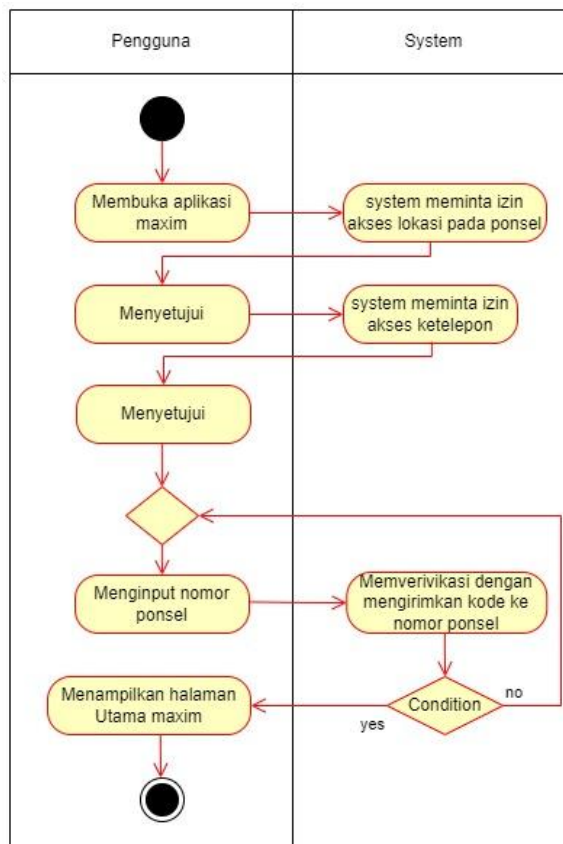 Pengguna
System
Membuka aplikasi
maxim
system meminta izin
akses lokasi pada ponsel
Menyetujui
system meminta izin
akses ketelepon
Menyetujui
Menginput nomor
ponsel
Memverivikasi dengan
mengirimkan kode ke
nomor ponsel
Condition
no
yes
Menampilkan halaman
Utama maxim